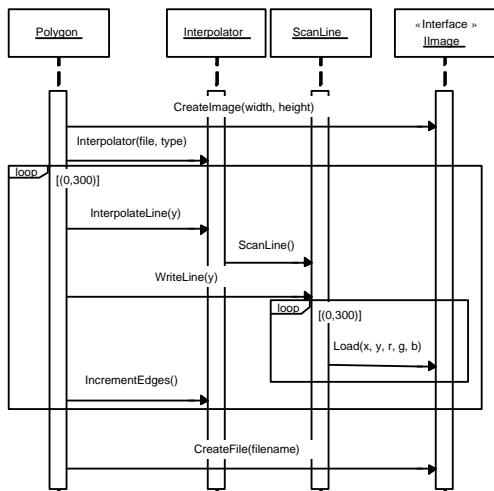 Polygon
Interpolator
ScanLine
«Interface»
IImage
CreateImage(width, height)
Interpolator(file, type)
loop
[(0,300)]
InterpolateLine(y)
ScanLine()
WriteLine(y)
loop
[(0,300)]
Load(x, y, r, g, b)
IncrementEdges()
CreateFile(filename)